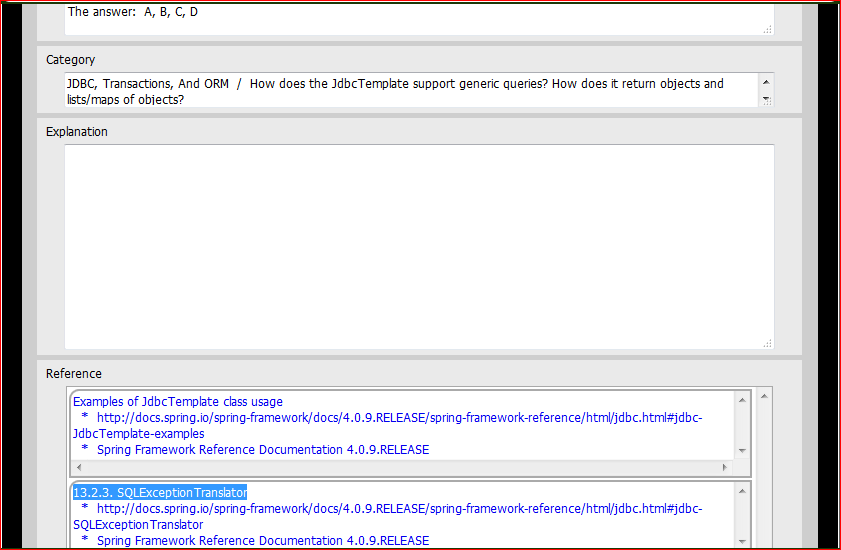 The answer:  A, B, C, D
Category
JDBC, Transactions, And ORM  /  How does the JdbcTemplate support generic queries? How does it return objects and
lists/maps of objects?
Explanation
Reference
Examples of JdbcTemplate class usage
*  http://docs.spring.io/spring-framework/docs/4.0.9.RELEASE/spring-framework-reference/html/jdbc.html#jdbc-
JdbcTemplate-examples
*  Spring Framework Reference Documentation 4.0.9.RELEASE
13.2.3. SQLExceptionTranslator
*  http://docs.spring.io/spring-framework/docs/4.0.9.RELEASE/spring-framework-reference/html/jdbc.html#jdbc-
SQLExceptionTranslator
*  Spring Framework Reference Documentation 4.0.9.RELEASE